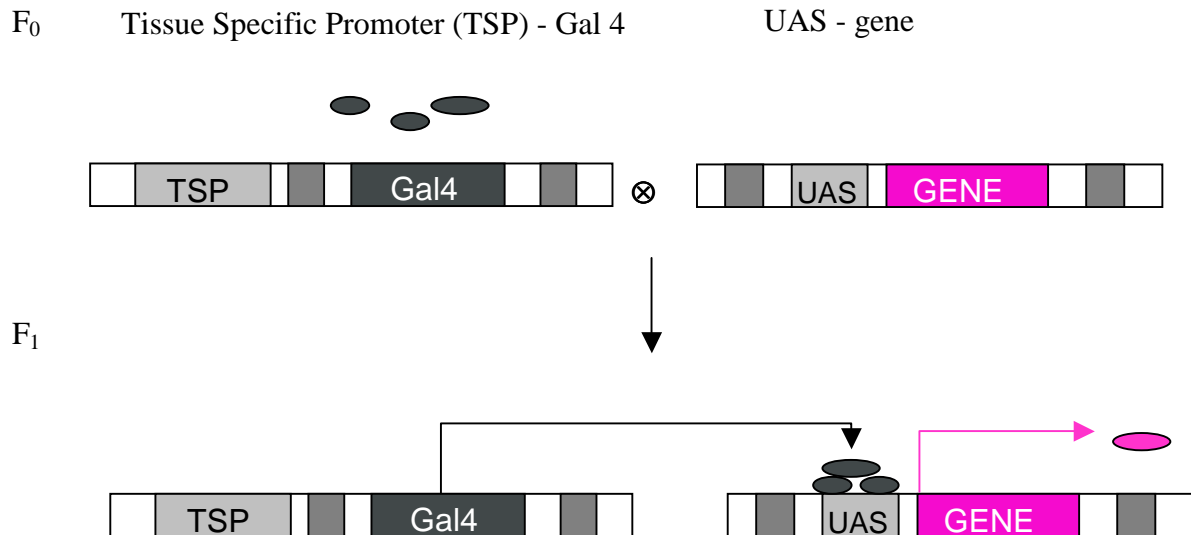 F₀ Tissue Specific Promoter (TSP) - Gal 4 UAS - gene
TSP Gal4 UAS GENE
F₁
TSP Gal4 UAS GENE